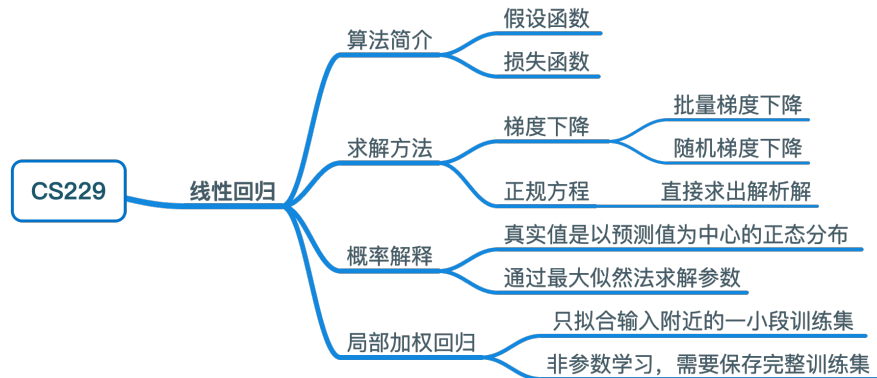 CS229
线性回归
算法简介
假设函数
损失函数
求解方法
梯度下降
批量梯度下降
随机梯度下降
正规方程
直接求出解析解
概率解释
真实值是以预测值为中心的正态分布
通过最大似然法求解参数
局部加权回归
只拟合输入附近的一小段训练集
非参数学习，需要保存完整训练集